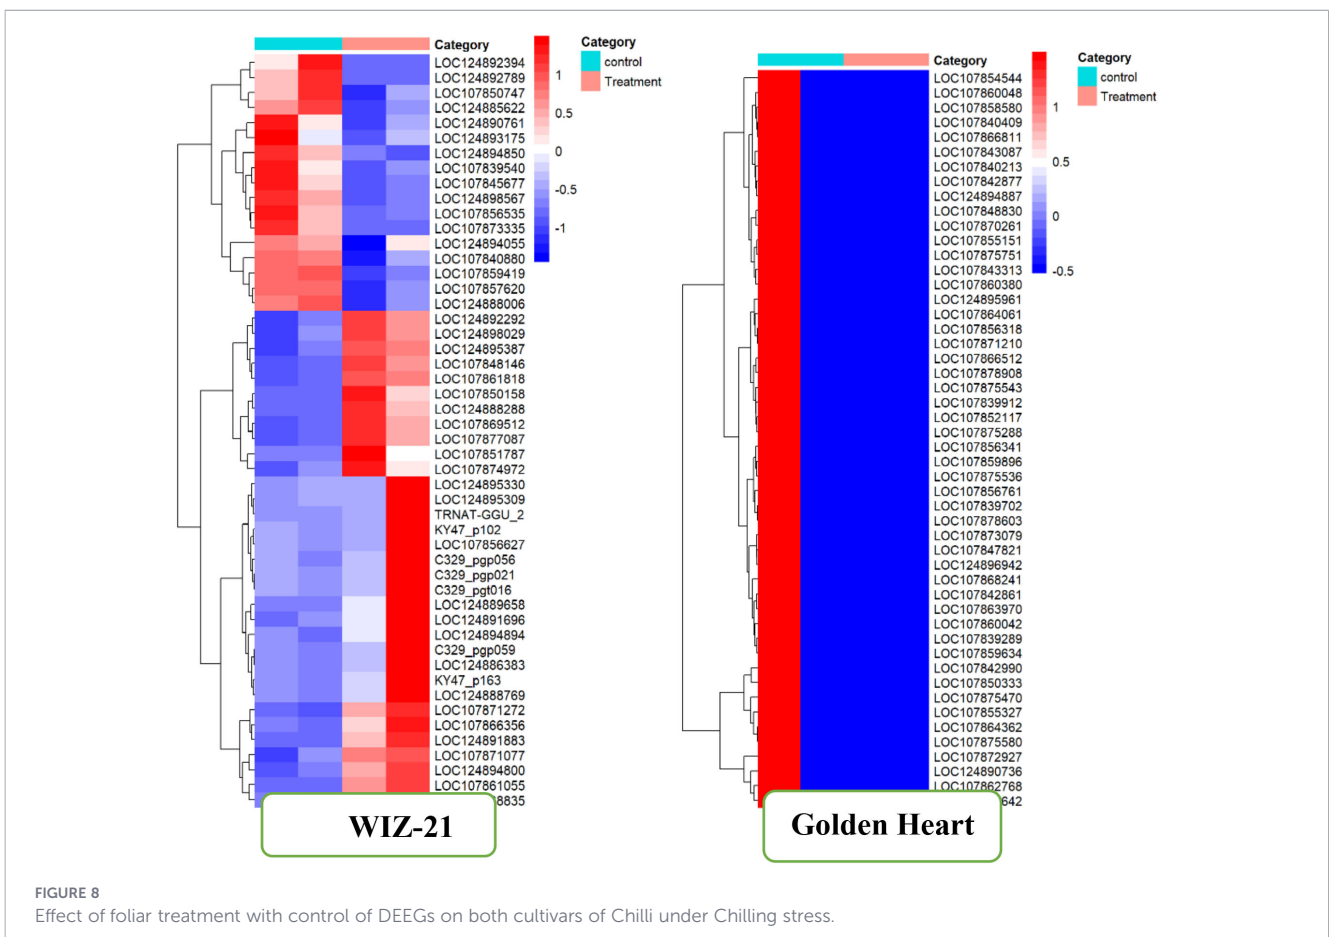 Category
LOC124892394
LOC124892789
LOC107850747
LOC124885622
LOC124890761
LOC124893175
LOC124894850
LOC107839540
LOC107845677
LOC124898567
LOC107856535
LOC107873335
LOC124894055
LOC107840880
LOC107859419
LOC107857620
LOC124888006
LOC124892292
LOC124898029
LOC124895387
LOC107848146
LOC107861818
LOC107850158
LOC124888288
LOC107869512
LOC107877087
LOC107851787
LOC107874972
LOC124895330
LOC124895309
TRNAT-GGU_2
KY47_p102
LOC107856627
C329_pgp056
C329_pgp021
C329_pgt016
LOC124889658
LOC124891696
LOC124894894
C329_pgp059
LOC124886383
KY47_p163
LOC124888769
LOC107871272
LOC107866356
LOC124891883
LOC107871077
LOC124894800
LOC107861055
8835
1
0.5
0
-0.5
-1
Category
control
Treatment
WIZ-21
Category
LOC107854544
LOC107860048
LOC107858580
LOC107840409
LOC107866811
LOC107843087
LOC107840213
LOC107842877
LOC124894887
LOC107848830
LOC107870261
LOC107855151
LOC107875751
LOC107843313
LOC107860380
LOC124895961
LOC107864061
LOC107856318
LOC107871210
LOC107866512
LOC107878908
LOC107875543
LOC107839912
LOC107852117
LOC107875288
LOC107856341
LOC107859896
LOC107875536
LOC107856761
LOC107839702
LOC107878603
LOC107873079
LOC107847821
LOC124896942
LOC107868241
LOC107842861
LOC107863970
LOC107860042
LOC107839289
LOC107859634
LOC107842990
LOC107850333
LOC107875470
LOC107855327
LOC107864362
LOC107875580
LOC107872927
LOC124890736
LOC107862768
642
1
0.5
0
-0.5
Category
control
Treatment
Golden Heart
FIGURE 8
Effect of foliar treatment with control of DEEGs on both cultivars of Chilli under Chilling stress.